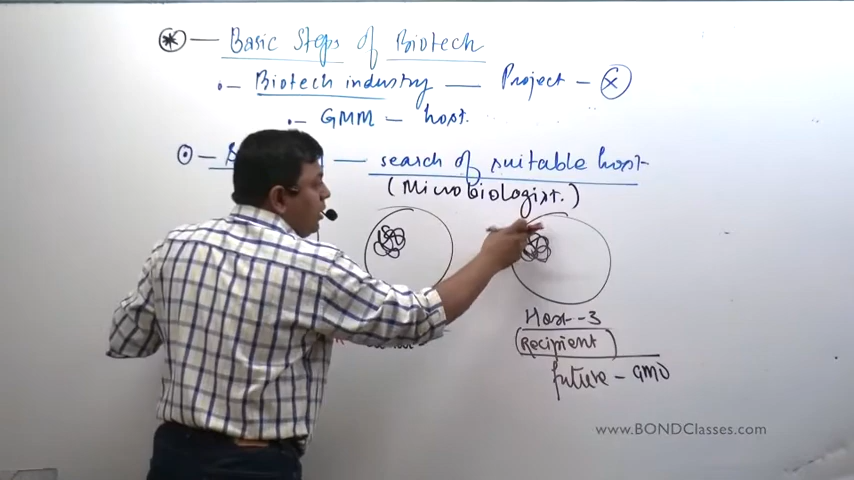 * — Basic Steps of Biotech
•– Biotech industry — Project – X
•– GMM – host.
— search of suitable host
(Microbiologist.)
Host-3
Recipient
future – GMO
www.BONDClasses.com